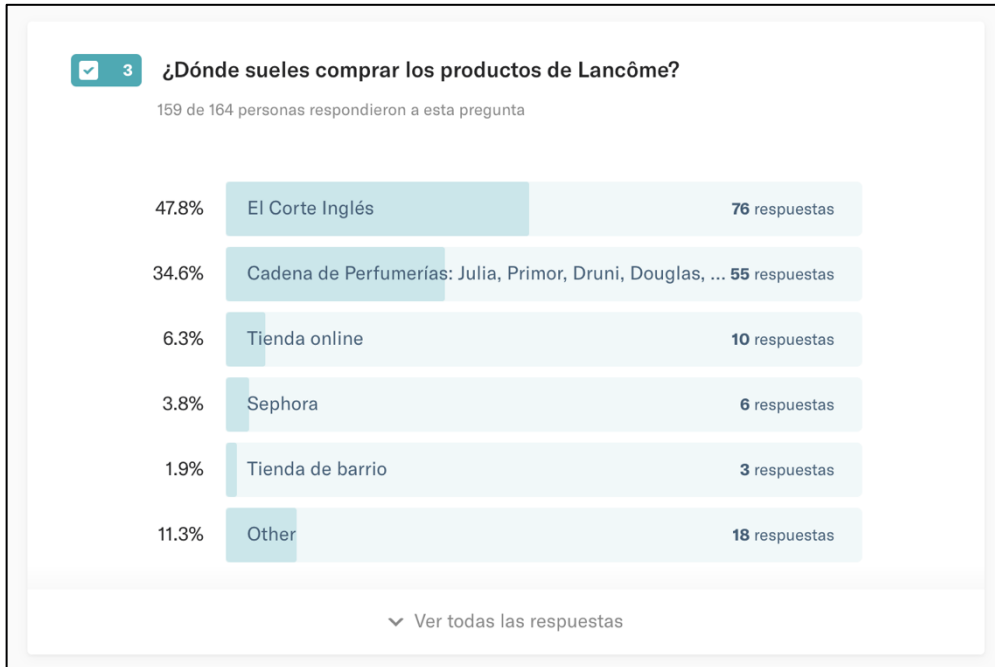 3 ¿Dónde sueles comprar los productos de Lancôme?
159 de 164 personas respondieron a esta pregunta
47.8% El Corte Inglés 76 respuestas
34.6% Cadena de Perfumerías: Julia, Primor, Druni, Douglas, ... 55 respuestas
6.3% Tienda online 10 respuestas
3.8% Sephora 6 respuestas
1.9% Tienda de barrio 3 respuestas
11.3% Other 18 respuestas
Ver todas las respuestas